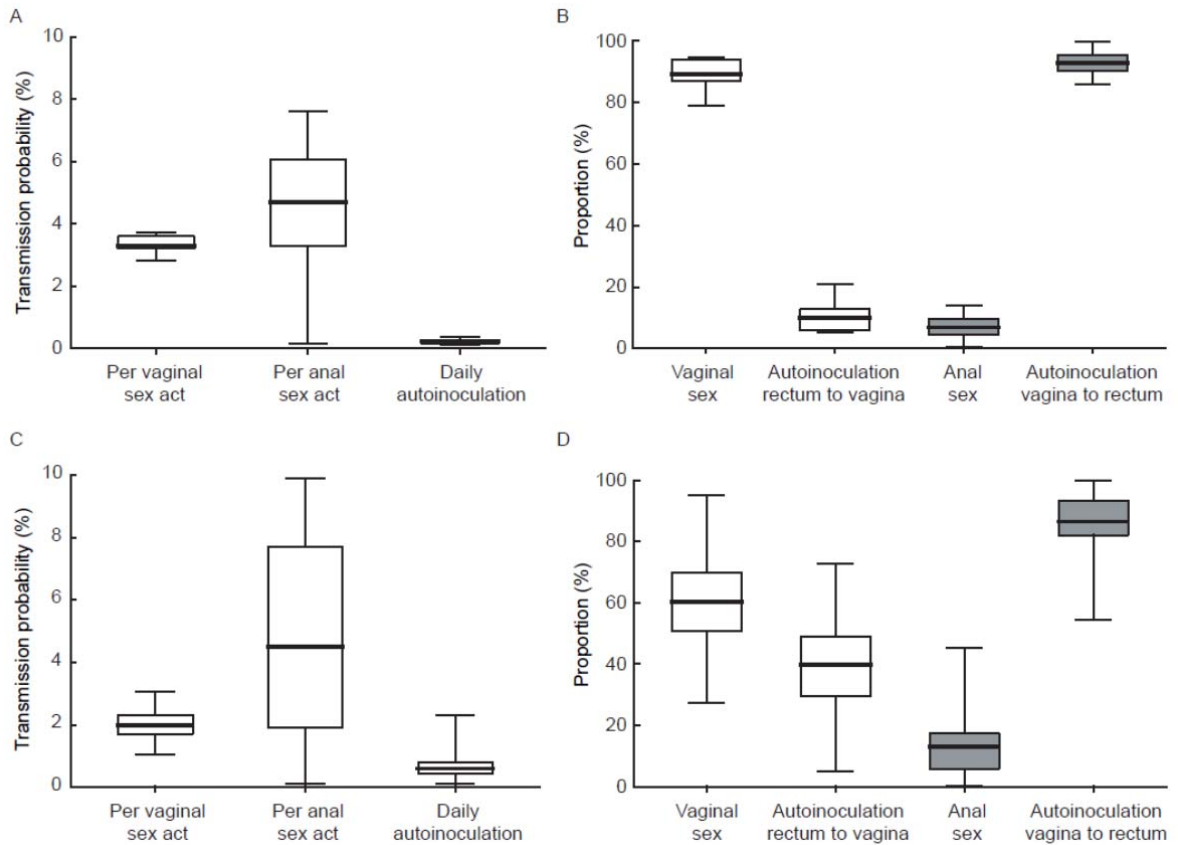 A
Transmission probability (%)
10
8
6
4
2
0
Per vaginal
sex act
Per anal
sex act
Daily
autoinoculation
B
Proportion (%)
100
80
60
40
20
0
Vaginal
sex
Autoinoculation
rectum to vagina
Anal
sex
Autoinoculation
vagina to rectum
C
Transmission probability (%)
10
8
6
4
2
0
Per vaginal
sex act
Per anal
sex act
Daily
autoinoculation
D
Proportion (%)
100
80
60
40
20
0
Vaginal
sex
Autoinoculation
rectum to vagina
Anal
sex
Autoinoculation
vagina to rectum